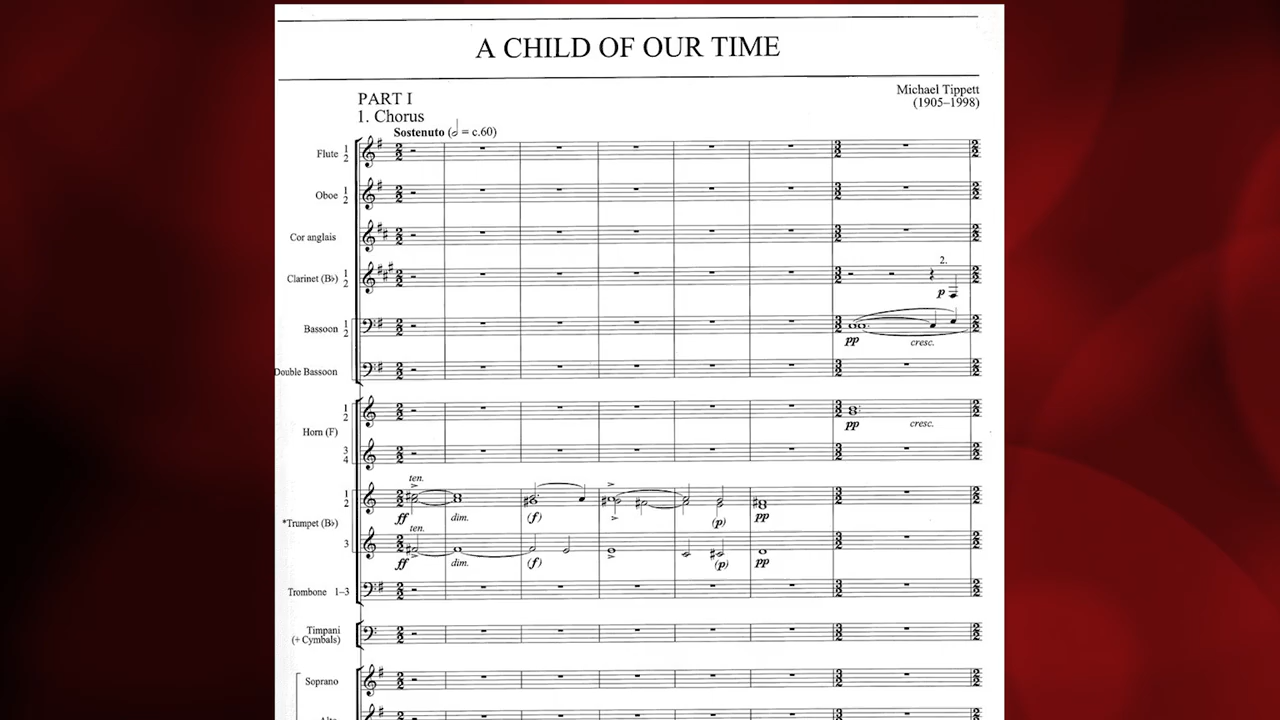 A CHILD OF OUR TIME
Michael Tippett
(1905–1998)
PART I
1. Chorus
Sostenuto (𝅗𝅥 = c.60)
Flute 1 2
Oboe 1 2
Cor anglais
Clarinet (B♭) 1 2
2.
p
Bassoon 1 2
pp cresc.
Double Bassoon
1 2
pp cresc.
Horn (F)
3 4
ten.
*Trumpet (B♭) 1 2
ff dim. (f) (p) pp
ten.
3
ff dim. (f) (p) pp
Trombone 1–3
Timpani
(+ Cymbals)
Soprano
Alto